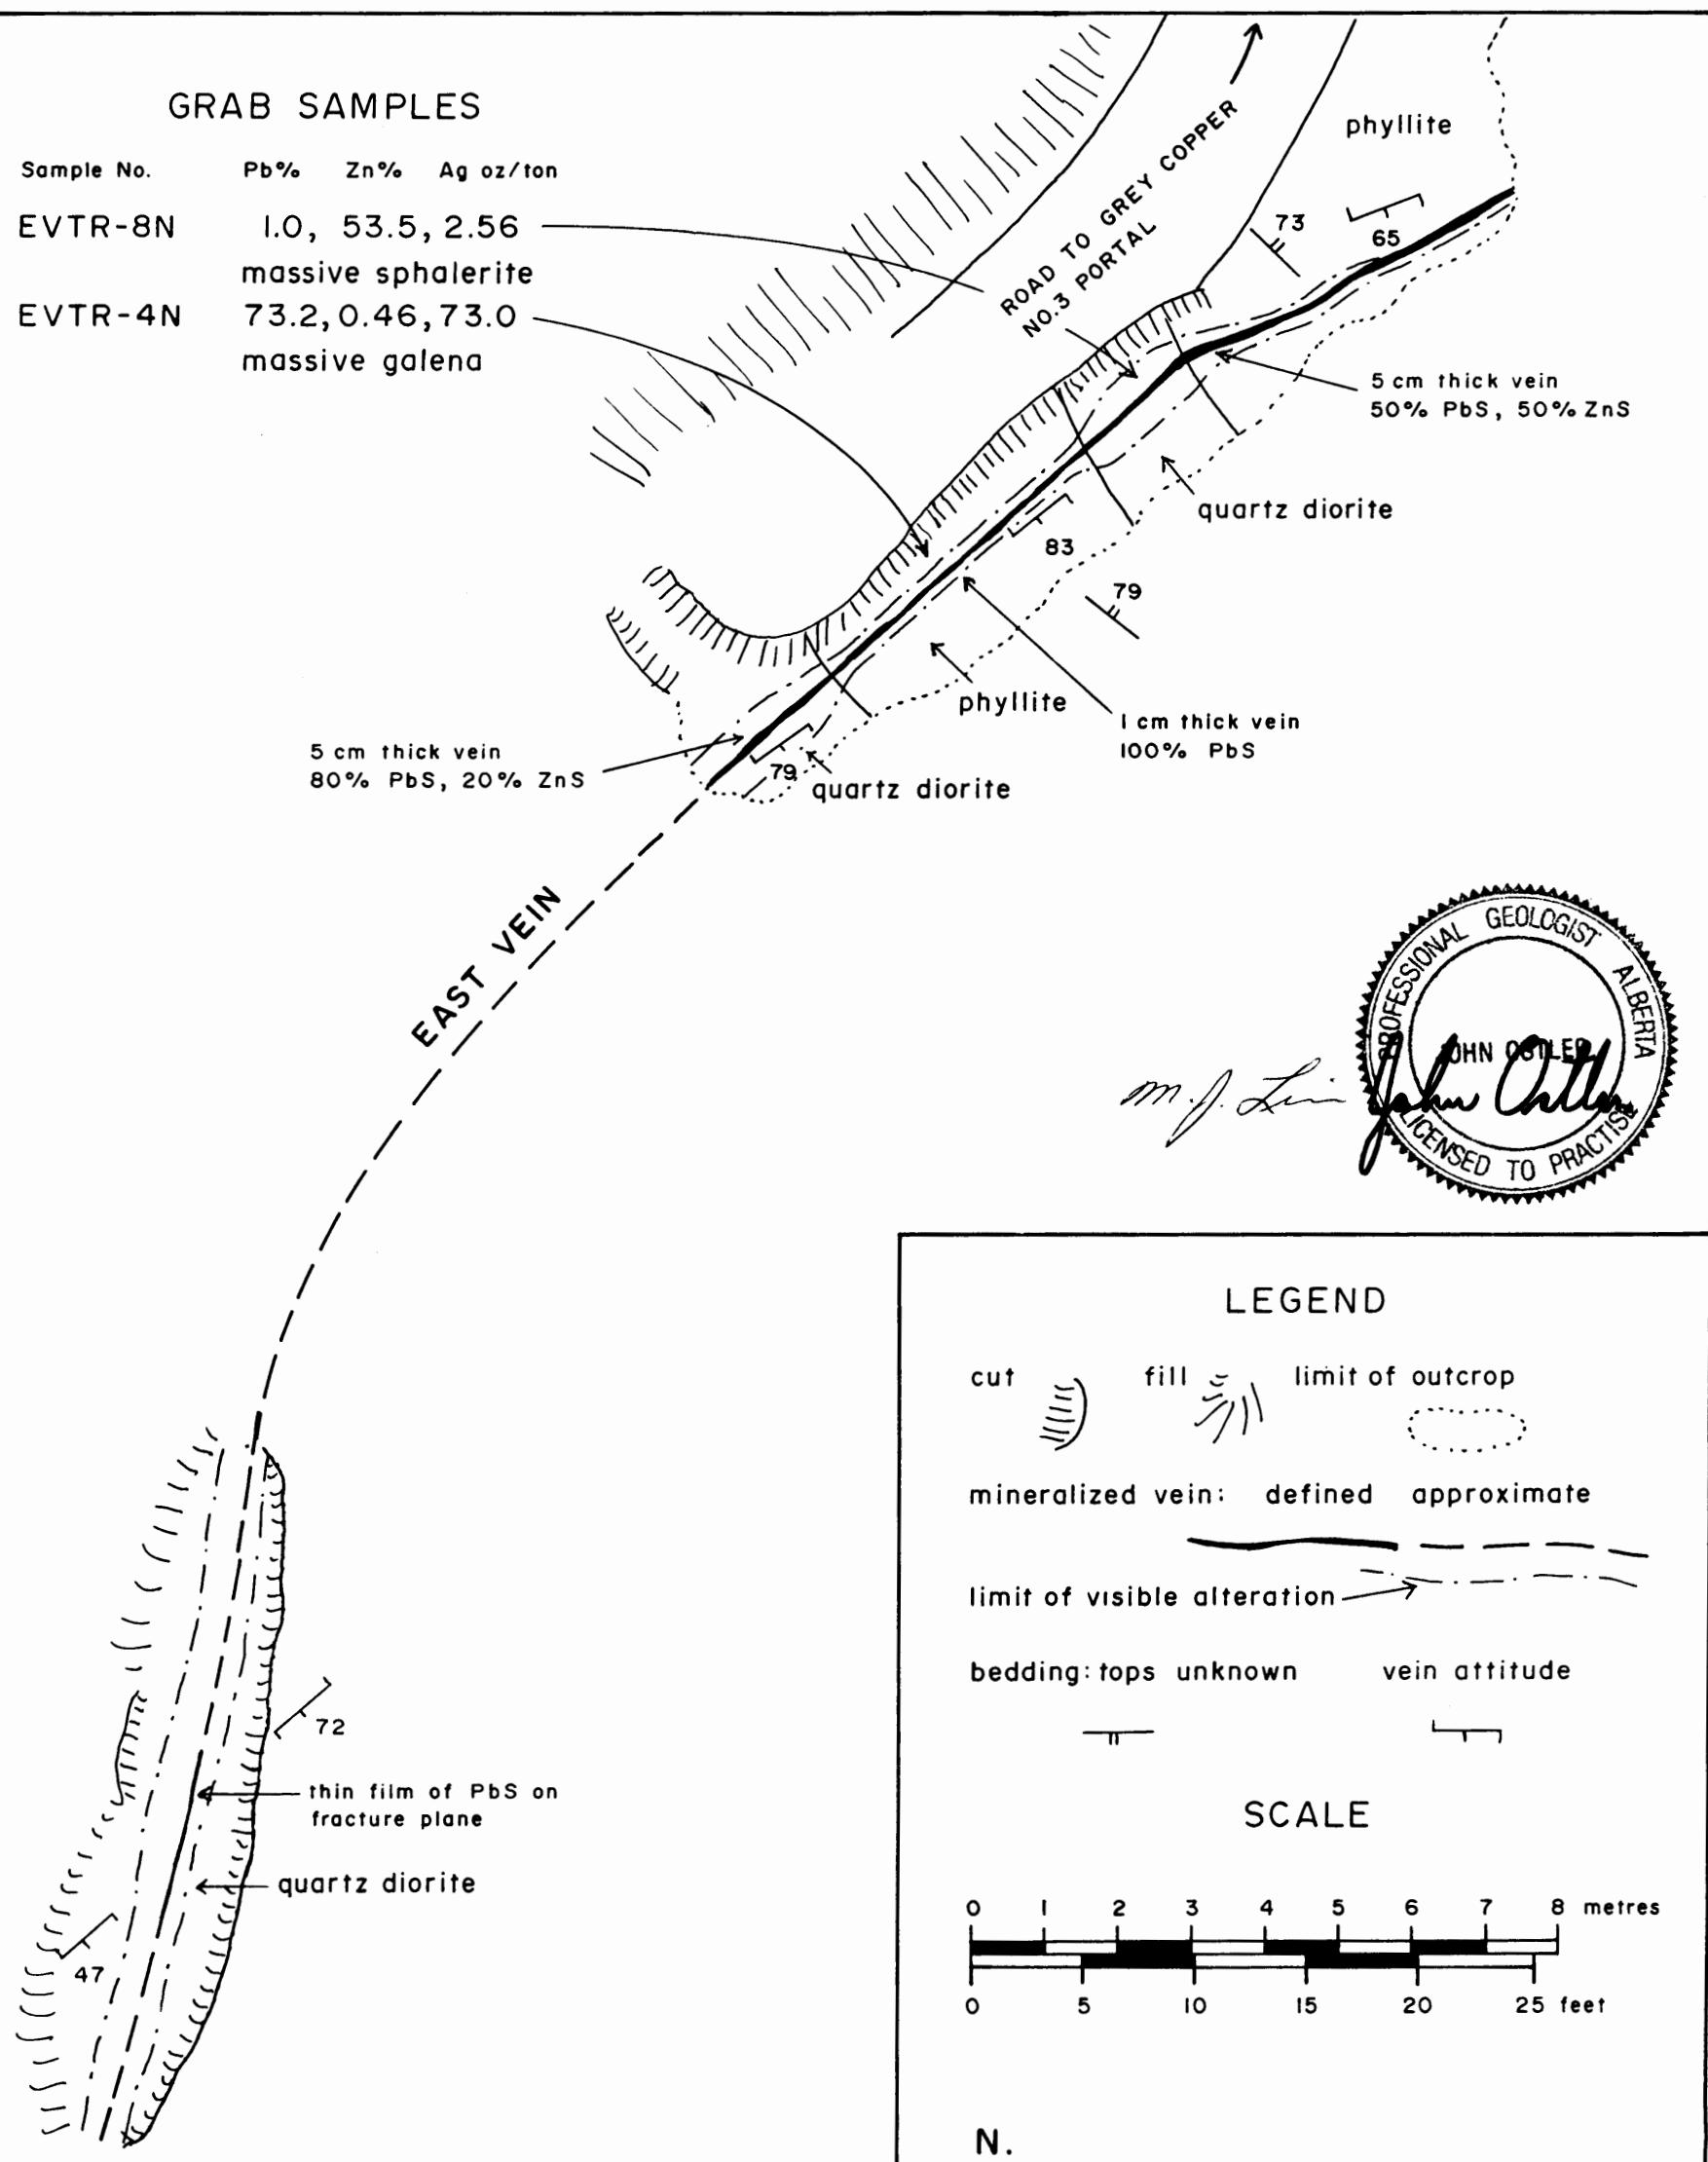 GRAB SAMPLES
Sample No. Pb% Zn% Ag oz/ton
EVTR-8N 1.0, 53.5, 2.56
massive sphalerite
EVTR-4N 73.2, 0.46, 73.0
massive galena
ROAD TO GREY COPPER
NO.3 PORTAL
phyllite
73
65
5 cm thick vein
50% PbS, 50% ZnS
quartz diorite
83
79
phyllite
1 cm thick vein
100% PbS
5 cm thick vein
80% PbS, 20% ZnS
79
quartz diorite
EAST VEIN
PROFESSIONAL GEOLOGIST ALBERTA
JOHN OSTLER
LICENSED TO PRACTISE
72
thin film of PbS on
fracture plane
quartz diorite
47
LEGEND
cut fill limit of outcrop
mineralized vein: defined approximate
limit of visible alteration
bedding: tops unknown vein attitude
SCALE
0 1 2 3 4 5 6 7 8 metres
0 5 10 15 20 25 feet
N.